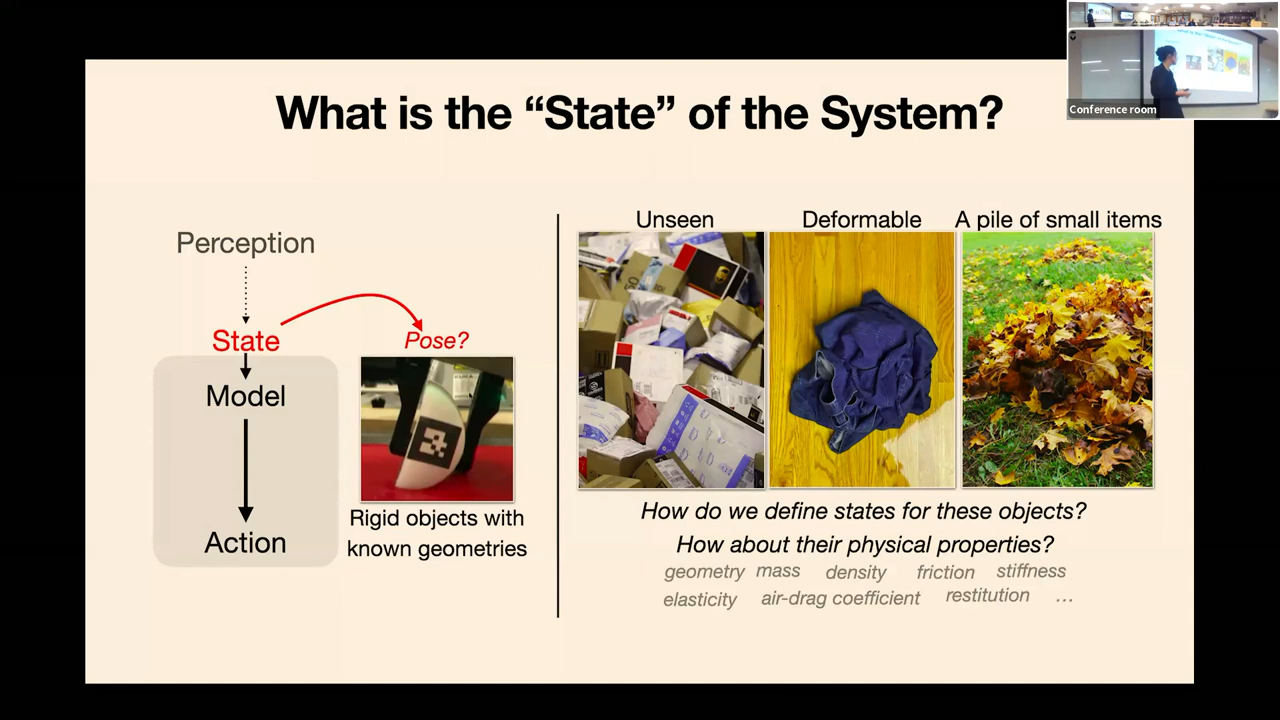 What is the “State” of the System?
Conference room
Perception
State
Pose?
Model
Action
Rigid objects with
known geometries
Unseen
Deformable
A pile of small items
How do we define states for these objects?
How about their physical properties?
geometry mass density friction stiffness
elasticity air-drag coefficient restitution ...